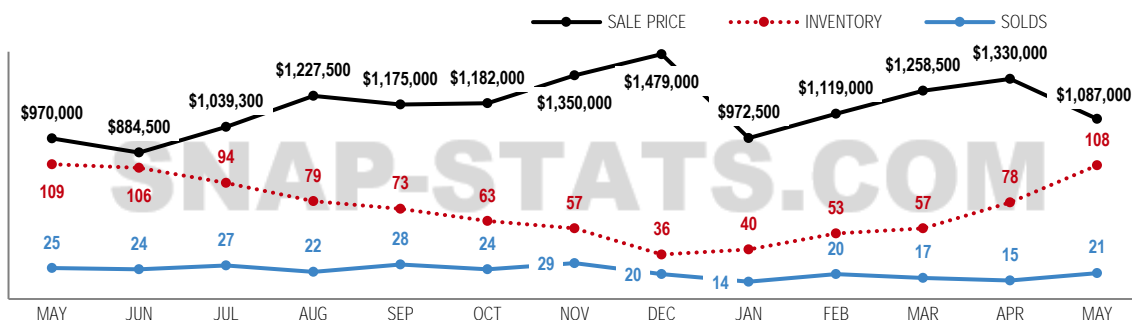 SALE PRICE INVENTORY SOLDS
$970,000 $884,500 $1,039,300 $1,227,500 $1,175,000 $1,182,000 $1,350,000 $1,479,000 $972,500 $1,119,000 $1,258,500 $1,330,000 $1,087,000
SNAP-STATS.COM
109 106 94 79 73 63 57 36 40 53 57 78 108
25 24 27 22 28 24 29 20 14 20 17 15 21
MAY JUN JUL AUG SEP OCT NOV DEC JAN FEB MAR APR MAY